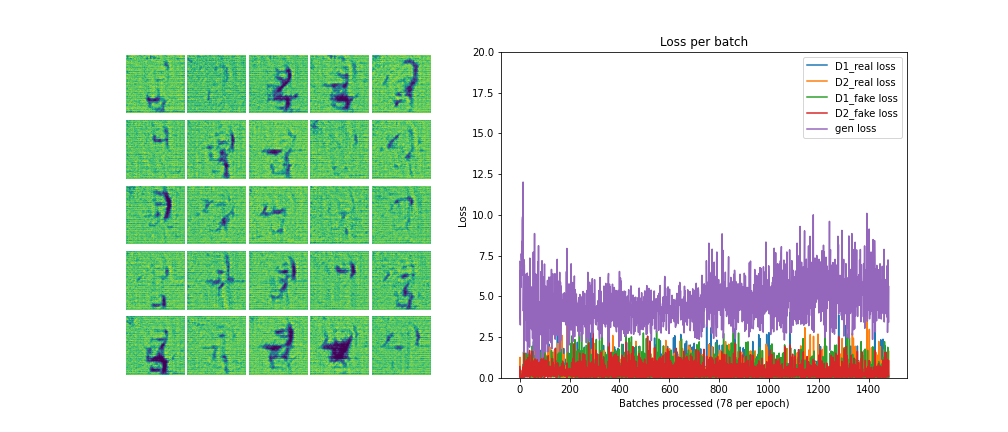 Loss per batch
20.0
17.5
15.0
12.5
10.0
7.5
5.0
2.5
0.0
Loss
D1_real loss
D2_real loss
D1_fake loss
D2_fake loss
gen loss
0 200 400 600 800 1000 1200 1400
Batches processed (78 per epoch)